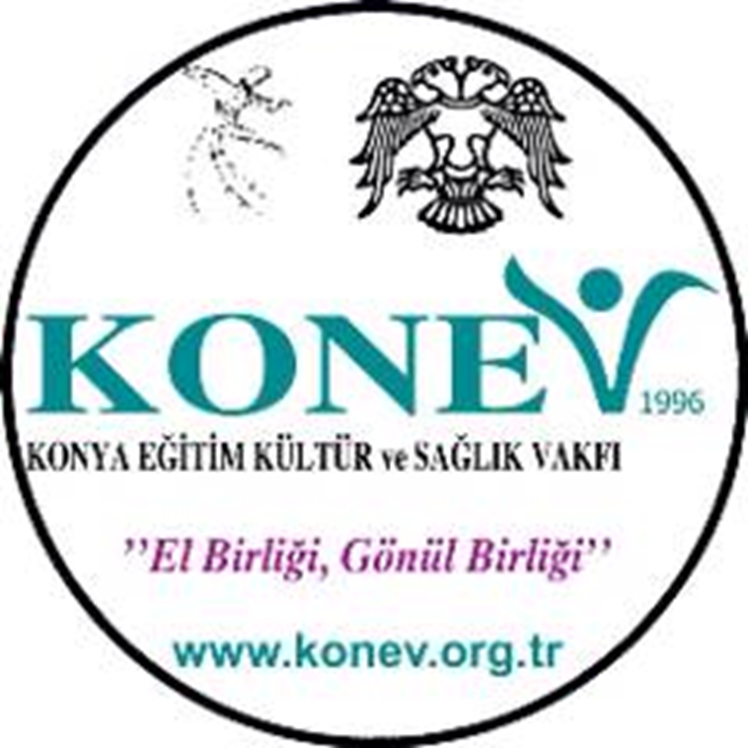 KONEV
1996
KONYA EĞİTİM KÜLTÜR ve SAĞLIK VAKFI
’’El Birliği, Gönül Birliği’’
www.konev.org.tr